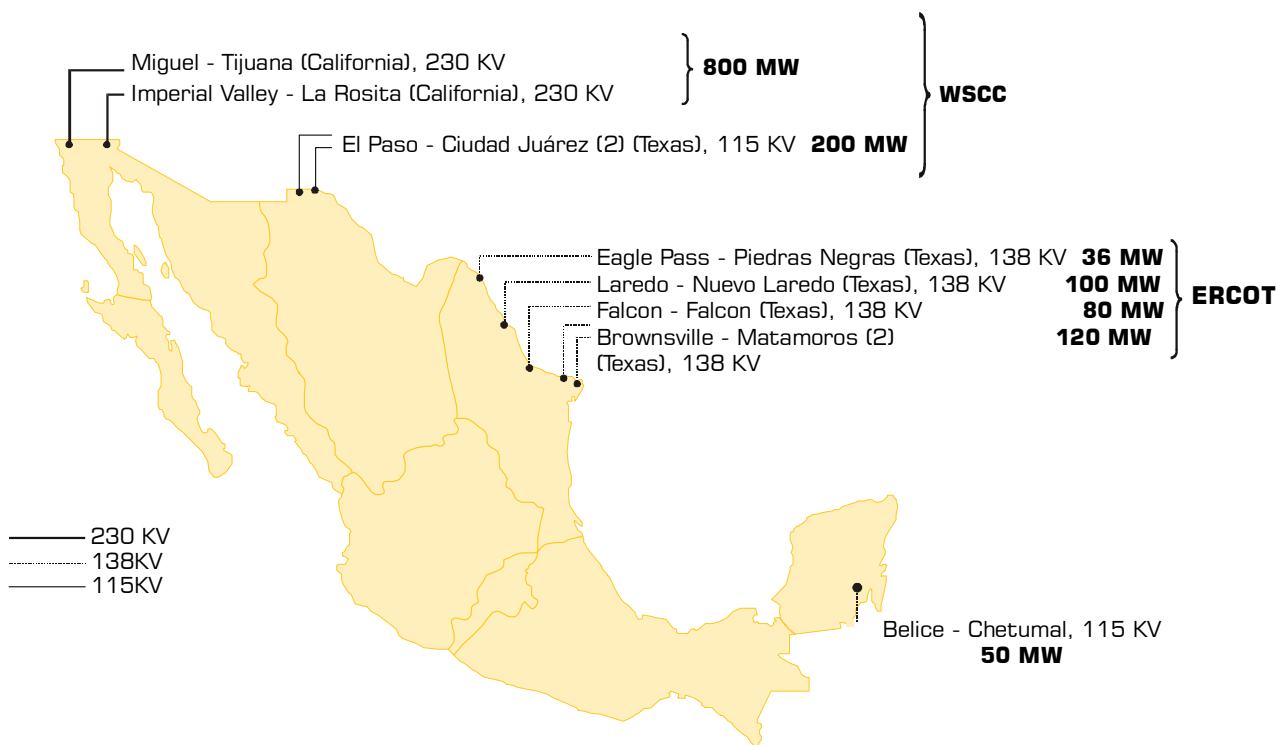 Miguel - Tijuana (California), 230 KV
800 MW
Imperial Valley - La Rosita (California), 230 KV
WSCC
El Paso - Ciudad Juárez (2) (Texas), 115 KV 200 MW
Eagle Pass - Piedras Negras (Texas), 138 KV 36 MW
Laredo - Nuevo Laredo (Texas), 138 KV 100 MW
ERCOT
Falcon - Falcon (Texas), 138 KV 80 MW
Brownsville - Matamoros (2) 120 MW
(Texas), 138 KV
230 KV
138KV
115KV
Belice - Chetumal, 115 KV
50 MW